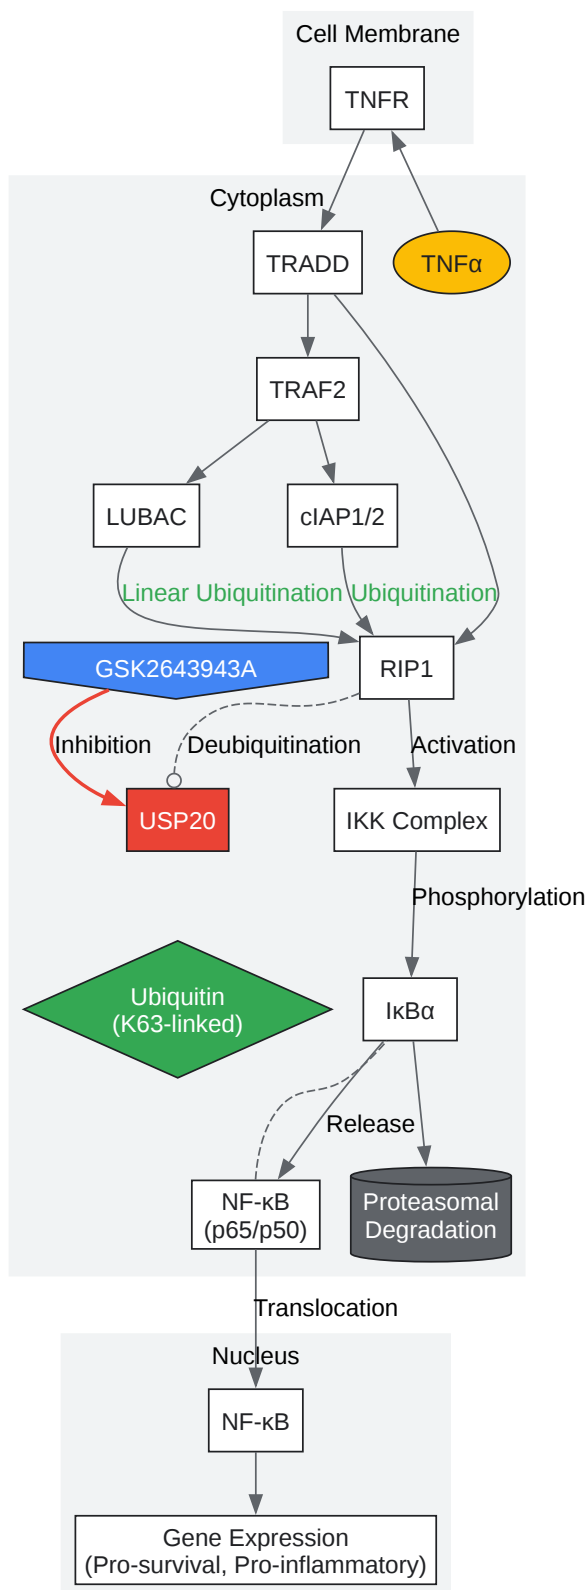 Cell Membrane
TNFR
Cytoplasm
TRADD
TNFα
TRAF2
LUBAC
cIAP1/2
Linear Ubiquitination
Ubiquitination
GSK2643943A
RIP1
Inhibition
Deubiquitination
Activation
USP20
IKK Complex
Phosphorylation
Ubiquitin
(K63-linked)
IκBα
Release
NF-κB
(p65/p50)
Proteasomal
Degradation
Translocation
Nucleus
NF-κB
Gene Expression
(Pro-survival, Pro-inflammatory)